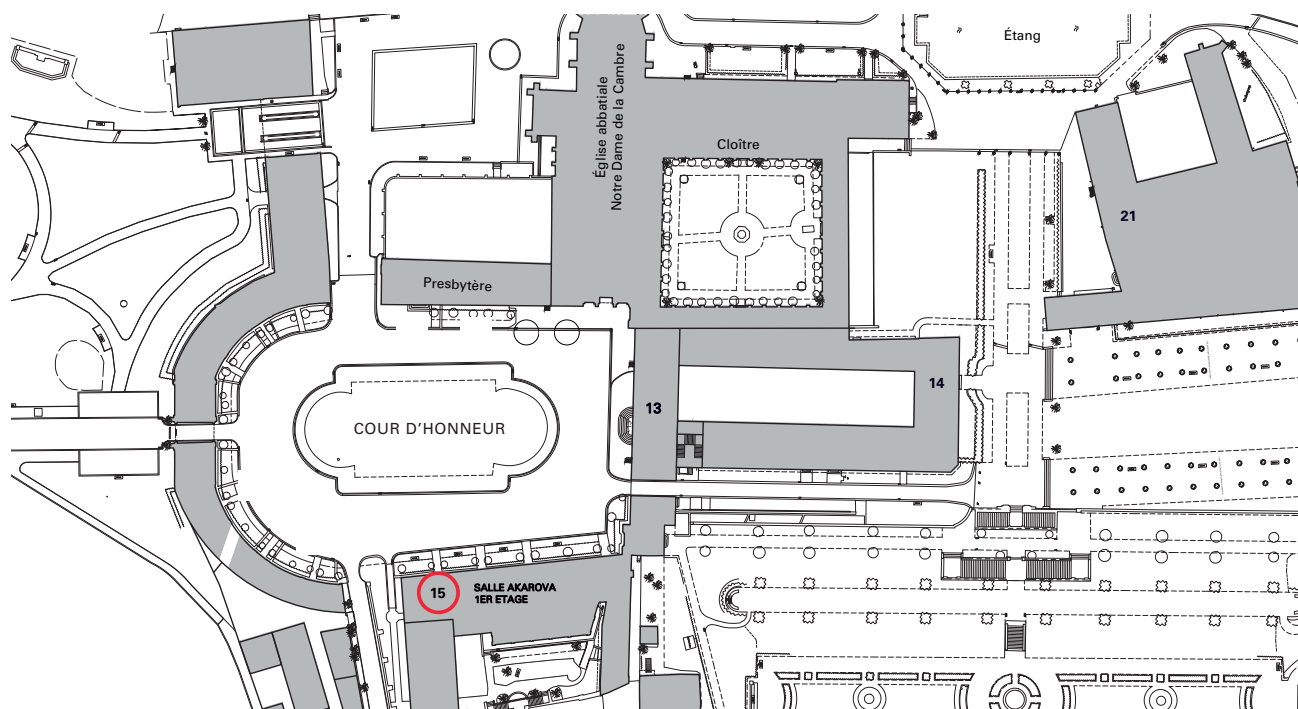 Étang
Église abbatiale
Notre Dame de la Cambre
Cloître
21
Presbytère
14
13
COUR D'HONNEUR
15
SALLE AKAROVA
1ER ETAGE